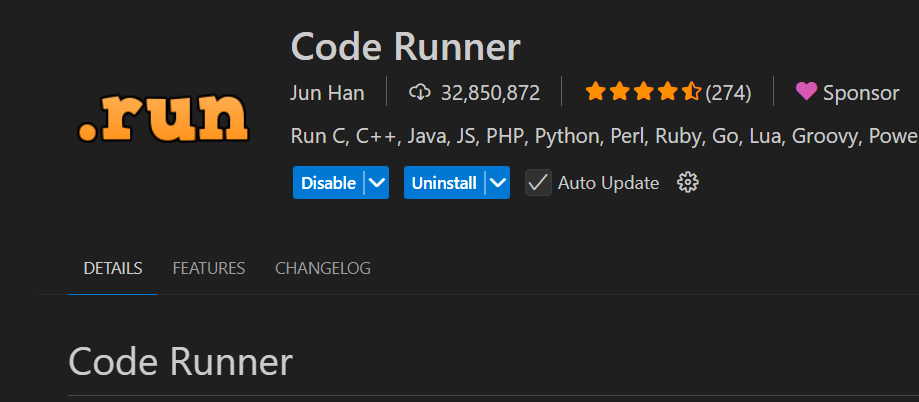 Code Runner
.run
Jun Han 32,850,872 (274) Sponsor
Run C, C++, Java, JS, PHP, Python, Perl, Ruby, Go, Lua, Groovy, Powe
Disable Uninstall Auto Update
DETAILS FEATURES CHANGELOG
Code Runner